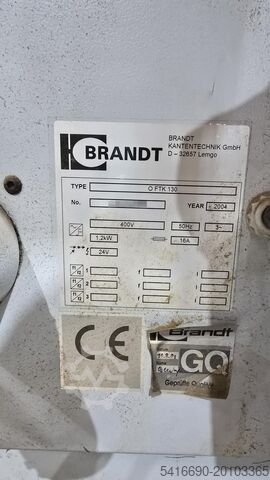 BRANDT
BRANDT
KANTENTECHNIK GmbH
D – 32657 Lemgo
TYPE O FTK 130
No. YEAR 2004
400V 50Hz 3~
1,2kW 16A
24V
1 f f
2 f f
3 f f
CE
Brandt
GQ
Geprüfte Qualität
5416690-20103365